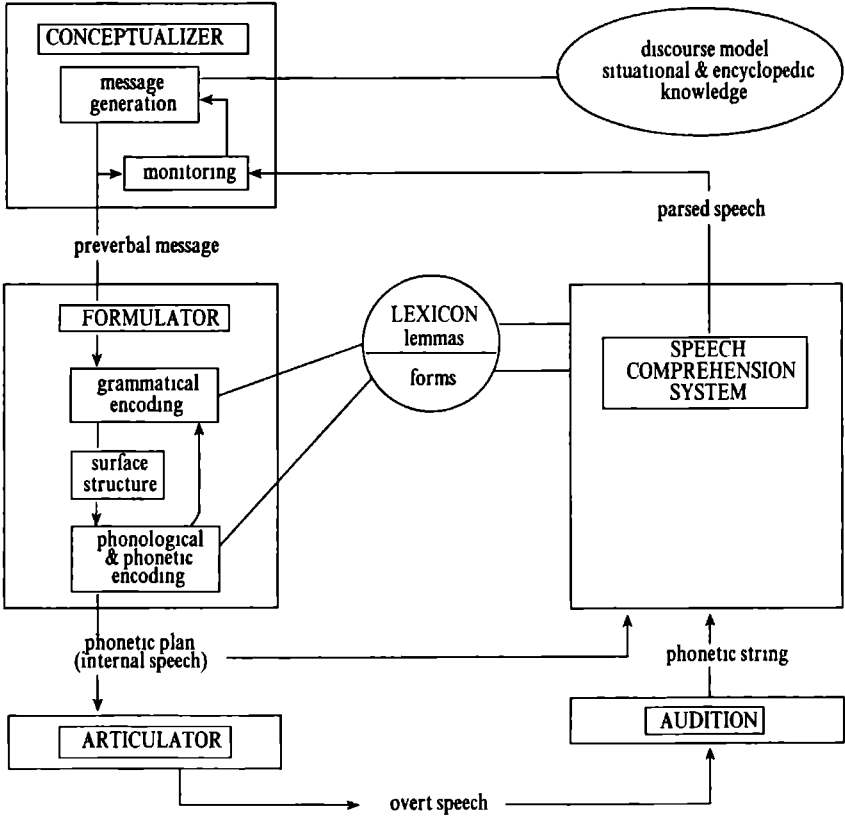 CONCEPTUALIZER
message
generation
monitoring
discourse model
situational & encyclopedic
knowledge
parsed speech
preverbal message
FORMULATOR
grammatical
encoding
surface
structure
phonological
& phonetic
encoding
LEXICON
lemmas
forms
SPEECH
COMPREHENSION
SYSTEM
phonetic plan
(internal speech)
phonetic string
ARTICULATOR
AUDITION
overt speech